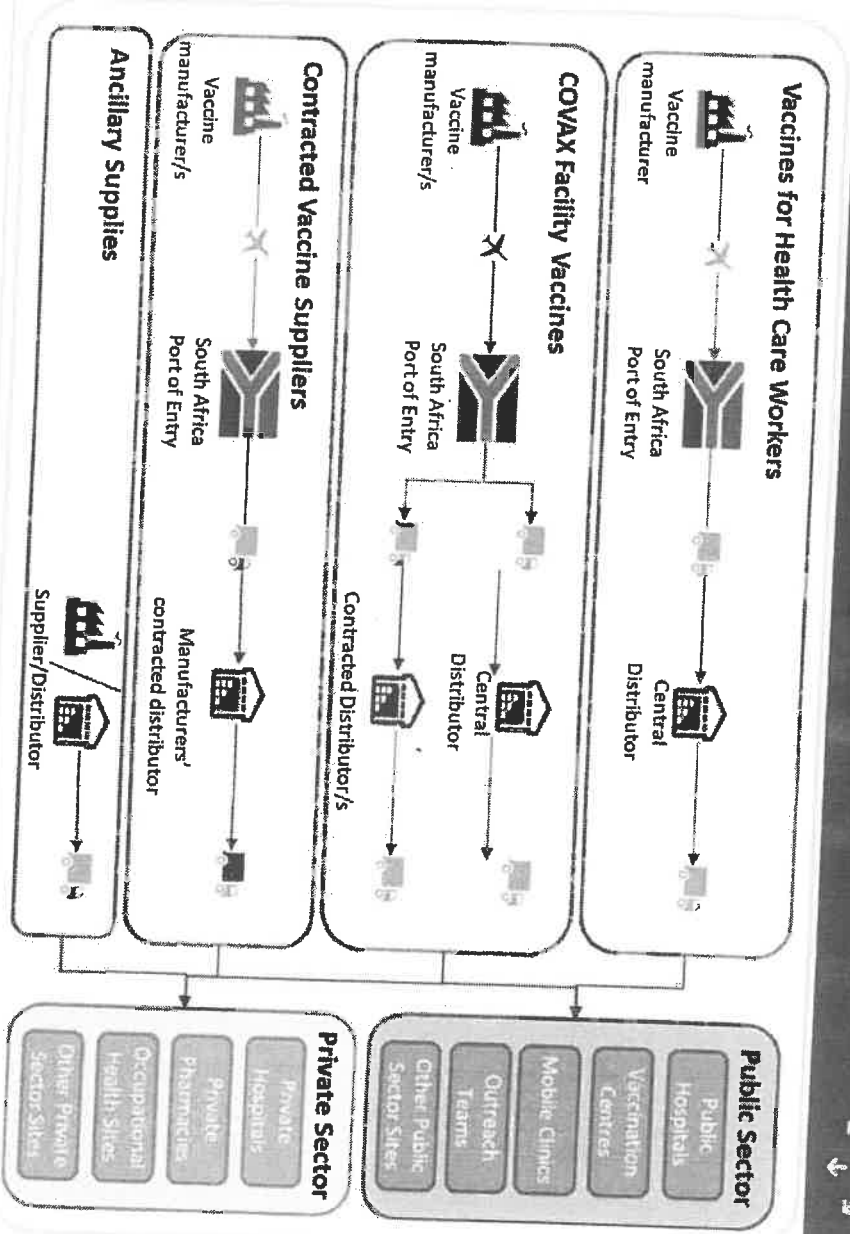 Vaccines for Health Care Workers
Vaccine
manufacturer
South Africa
Port of Entry
Central
Distributor
COVAX Facility Vaccines
Vaccine
manufacturer/s
South Africa
Port of Entry
Central
Distributor
Contracted Distributor/s
Contracted Vaccine Suppliers
Vaccine
manufacturer/s
South Africa
Port of Entry
Manufacturers'
contracted distributor
Ancillary Supplies
Supplier/Distributor
Public Sector
Public
Hospitals
Vaccination
Centres
Mobile Clinics
Outreach
Teams
Other Public
Sector Sites
Private Sector
Private
Hospitals
Private
Pharmacies
Occupational
Health Sites
Other Private
Sector Sites